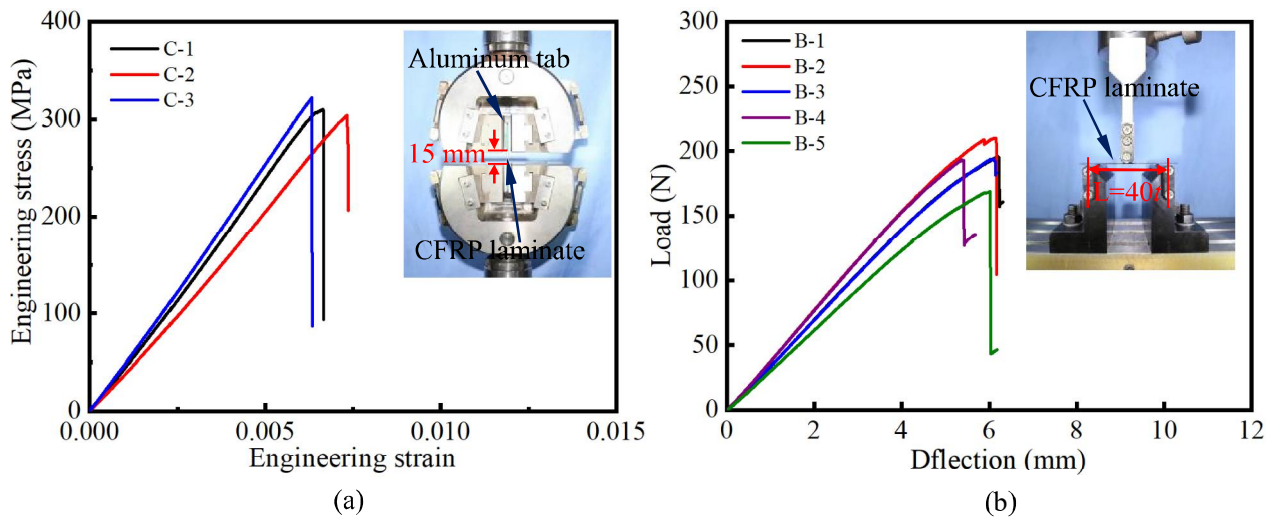 400
300
200
100
0
0.000
0.005
0.010
0.015
Engineering stress (MPa)
Engineering strain
C-1
C-2
C-3
Aluminum tab
15 mm
CFRP laminate
(a)
300
250
200
150
100
50
0
0
2
4
6
8
10
12
Load (N)
Dflection (mm)
B-1
B-2
B-3
B-4
B-5
CFRP laminate
L=40t
(b)